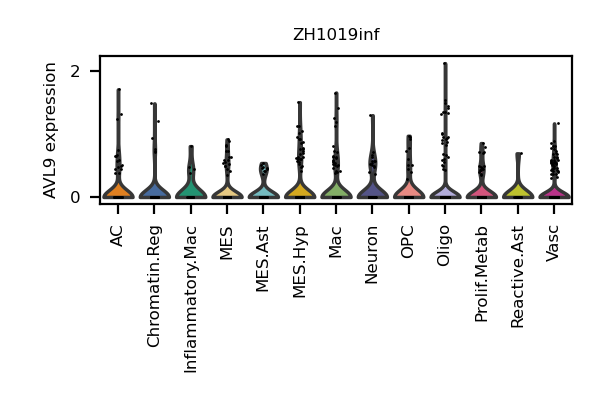 ZH1019inf
AVL9 expression
2
0
AC
Chromatin.Reg
Inflammatory.Mac
MES
MES.Ast
MES.Hyp
Mac
Neuron
OPC
Oligo
Prolif.Metab
Reactive.Ast
Vasc